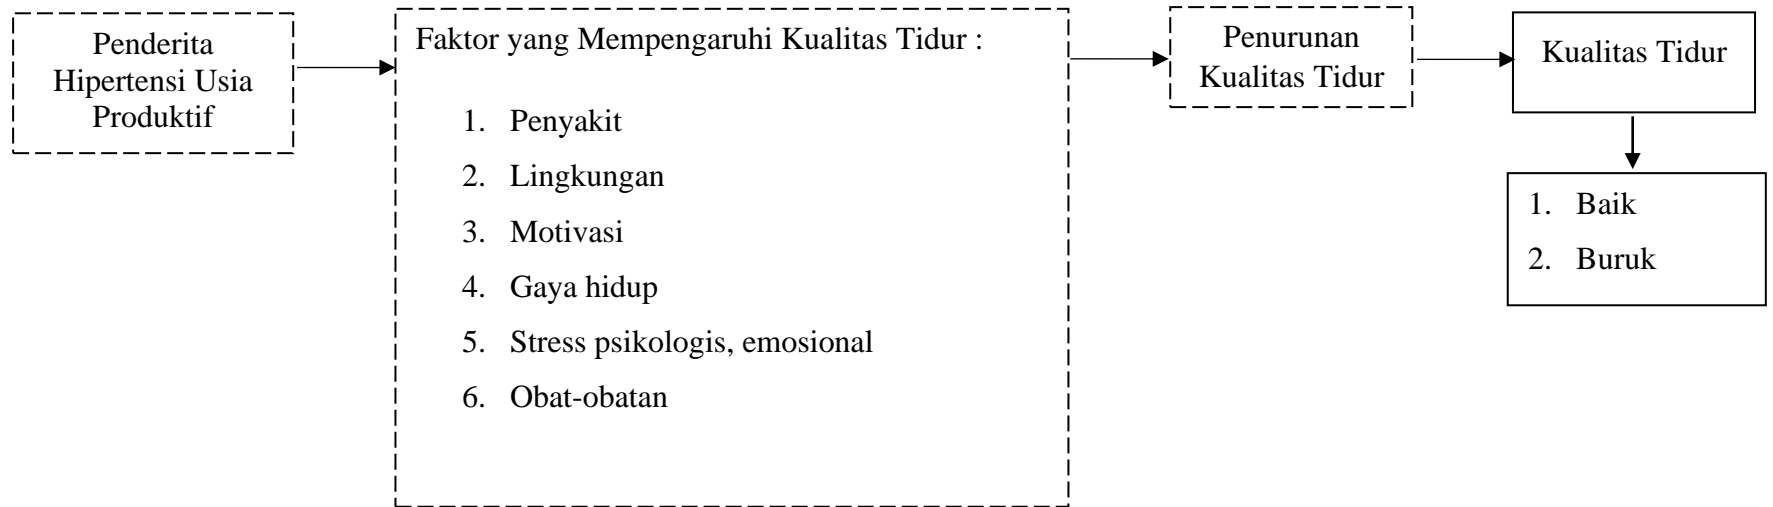 Penderita
Hipertensi Usia
Produktif
Faktor yang Mempengaruhi Kualitas Tidur :
1. Penyakit
2. Lingkungan
3. Motivasi
4. Gaya hidup
5. Stress psikologis, emosional
6. Obat-obatan
Penurunan
Kualitas Tidur
Kualitas Tidur
1. Baik
2. Buruk